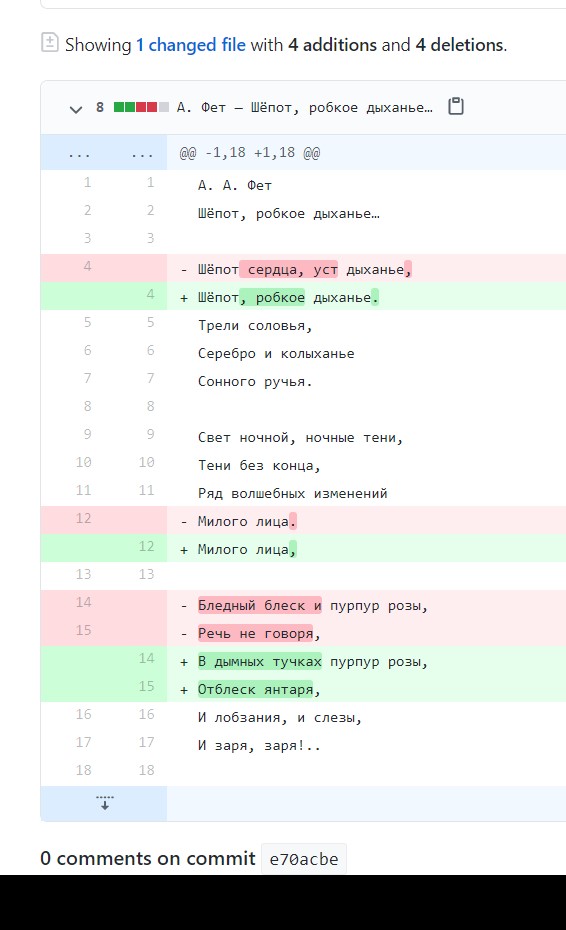 Showing 1 changed file with 4 additions and 4 deletions.
8 А. Фет — Шёпот, робкое дыханье…
... ... @@ -1,18 +1,18 @@
1 1 А. А. Фет
2 2 Шёпот, робкое дыханье…
3 3
4 - Шёпот сердца, уст дыханье,
4 + Шёпот, робкое дыханье.
5 5 Трели соловья,
6 6 Серебро и колыханье
7 7 Сонного ручья.
8 8
9 9 Свет ночной, ночные тени,
10 10 Тени без конца,
11 11 Ряд волшебных изменений
12 - Милого лица.
12 + Милого лица,
13 13
14 - Бледный блеск и пурпур розы,
15 - Речь не говоря,
14 + В дымных тучках пурпур розы,
15 + Отблеск янтаря,
16 16 И лобзания, и слезы,
17 17 И заря, заря!..
18 18
0 comments on commit e70acbe